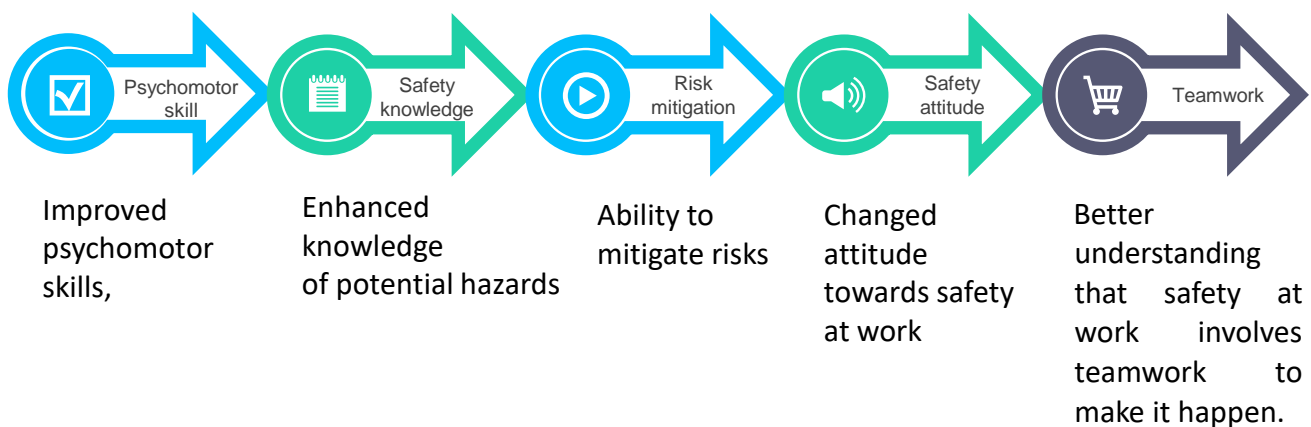 Psychomotor
skill
Safety
knowledge
Risk
mitigation
Safety
attitude
Teamwork
Improved
psychomotor
skills,
Enhanced
knowledge
of potential hazards
Ability to
mitigate risks
Changed
attitude
towards safety
at work
Better
understanding
that safety at
work involves
teamwork to
make it happen.